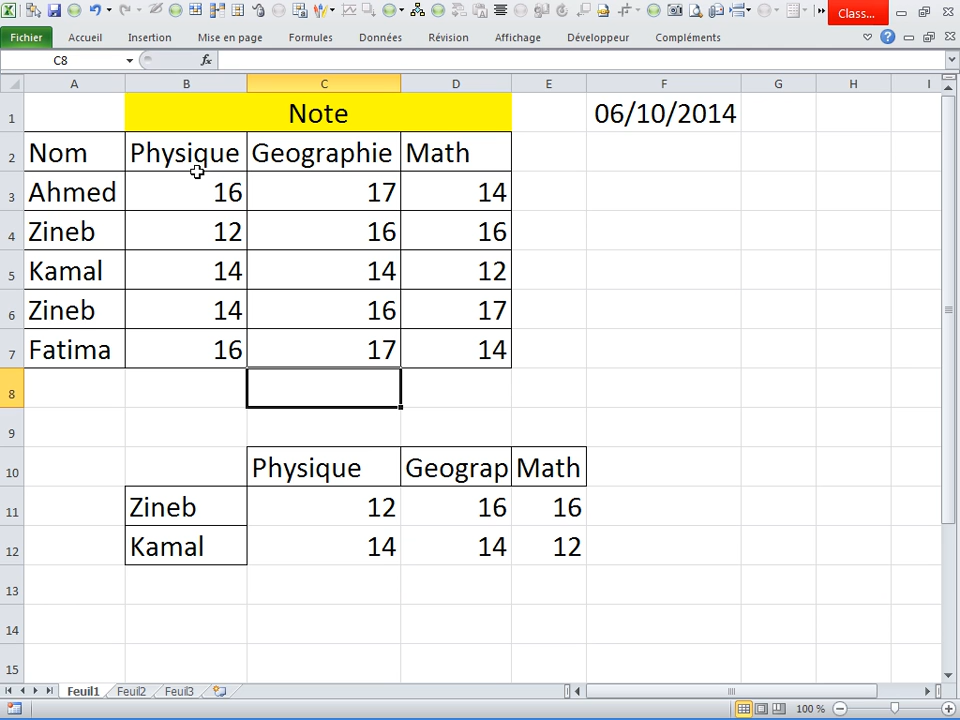 Class...
Fichier Accueil Insertion Mise en page Formules Données Révision Affichage Développeur Compléments
C8 fx
A B C D E F G H I
1 Note 06/10/2014
2 Nom Physique Geographie Math
3 Ahmed 16 17 14
4 Zineb 12 16 16
5 Kamal 14 14 12
6 Zineb 14 16 17
7 Fatima 16 17 14
8
9
10 Physique Geograp Math
11 Zineb 12 16 16
12 Kamal 14 14 12
13
14
15
Feuil1 Feuil2 Feuil3
100 %